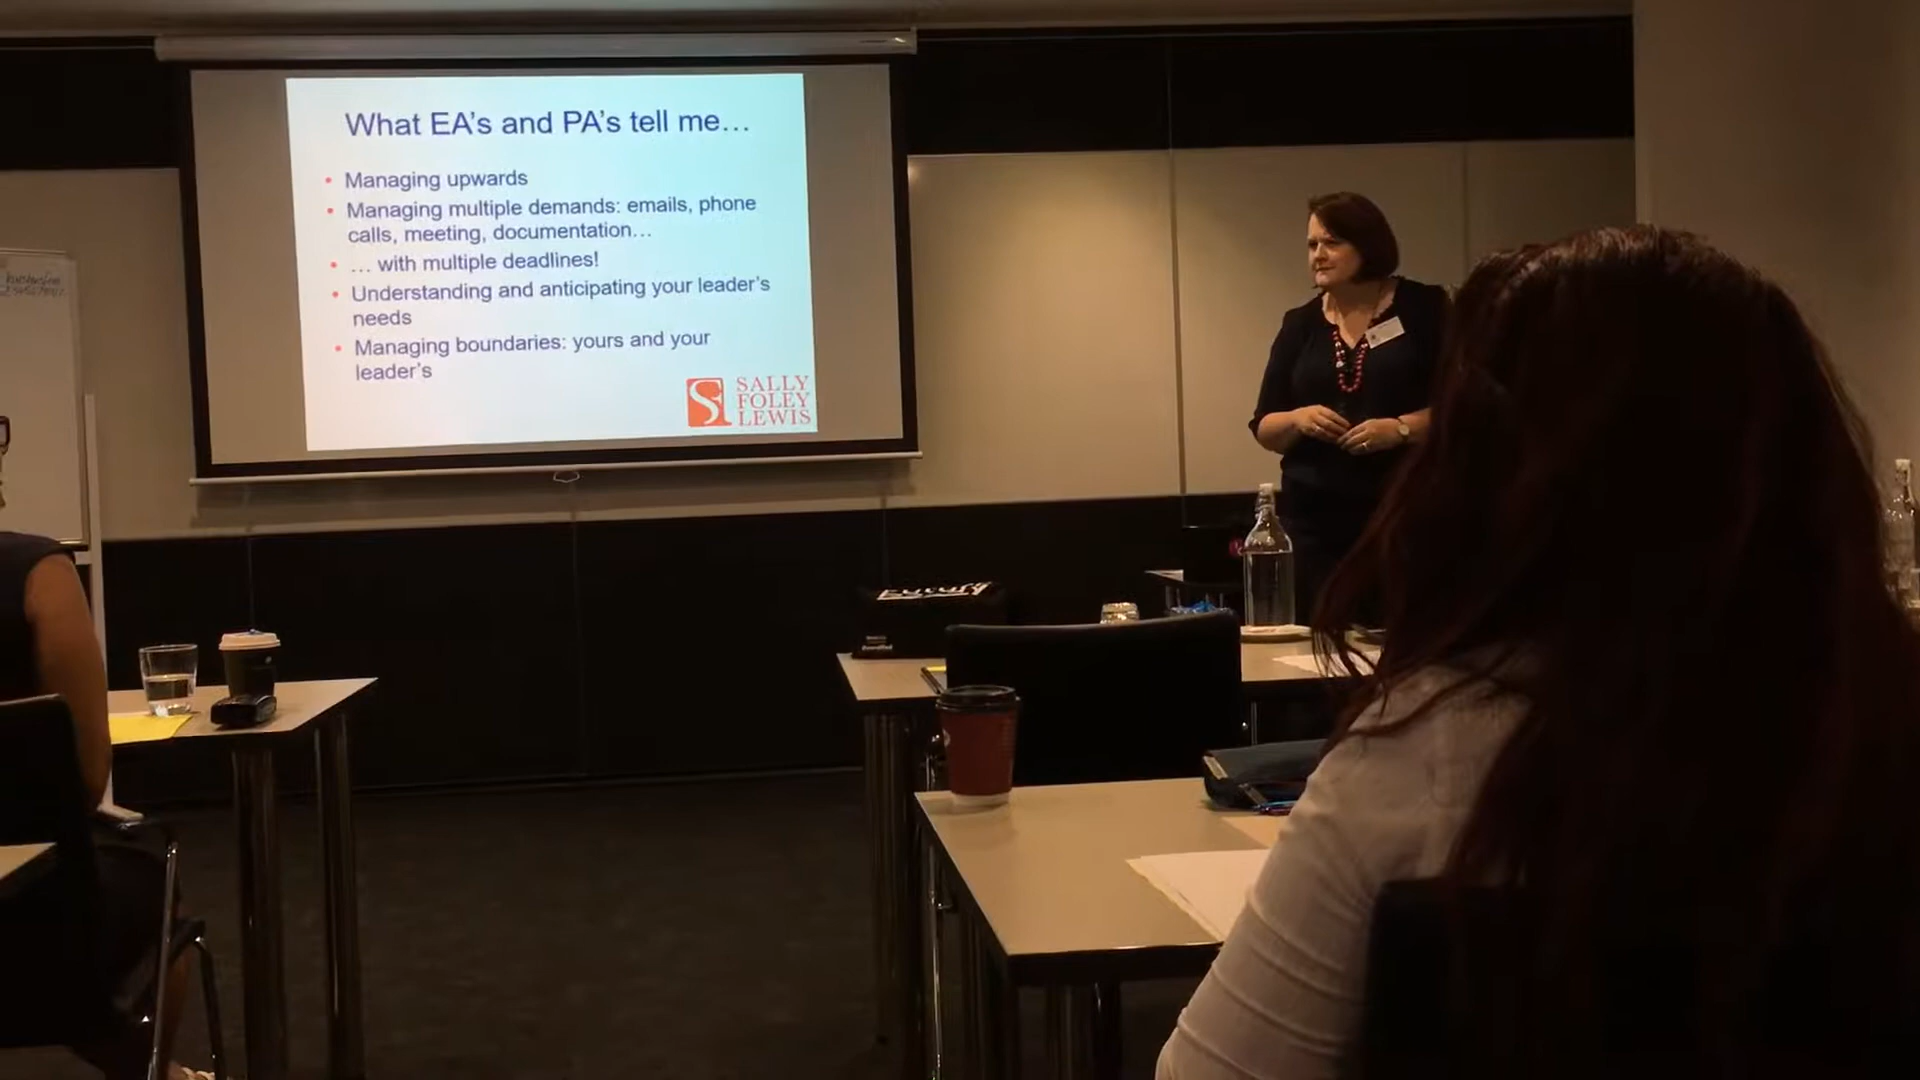 What EA's and PA's tell me…
• Managing upwards
• Managing multiple demands: emails, phone
calls, meeting, documentation…
• … with multiple deadlines!
• Understanding and anticipating your leader's
needs
• Managing boundaries: yours and your
leader's
SALLY
FOLEY
LEWIS